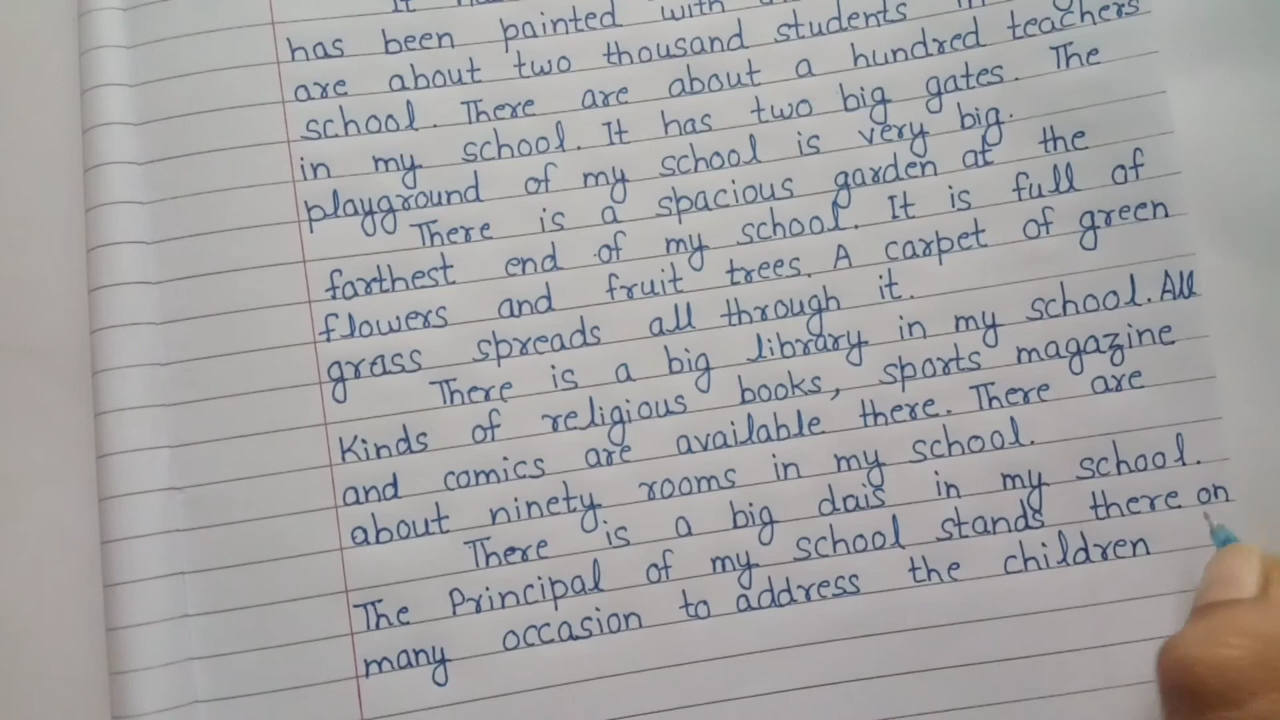 has been painted with
are about two thousand students
school. There are about a hundred teachers
in my school. It has two big gates. The
playground of my school is very big.
There is a spacious garden at the
farthest end of my school. It is full of
flowers and fruit trees. A carpet of green
grass spreads all through it.
There is a big library in my school. All
Kinds of religious books, sports magazine
and comics are available there. There are
about ninety rooms in my school.
There is a big dais in my school.
The Principal of my school stands there on
many occasion to address the children